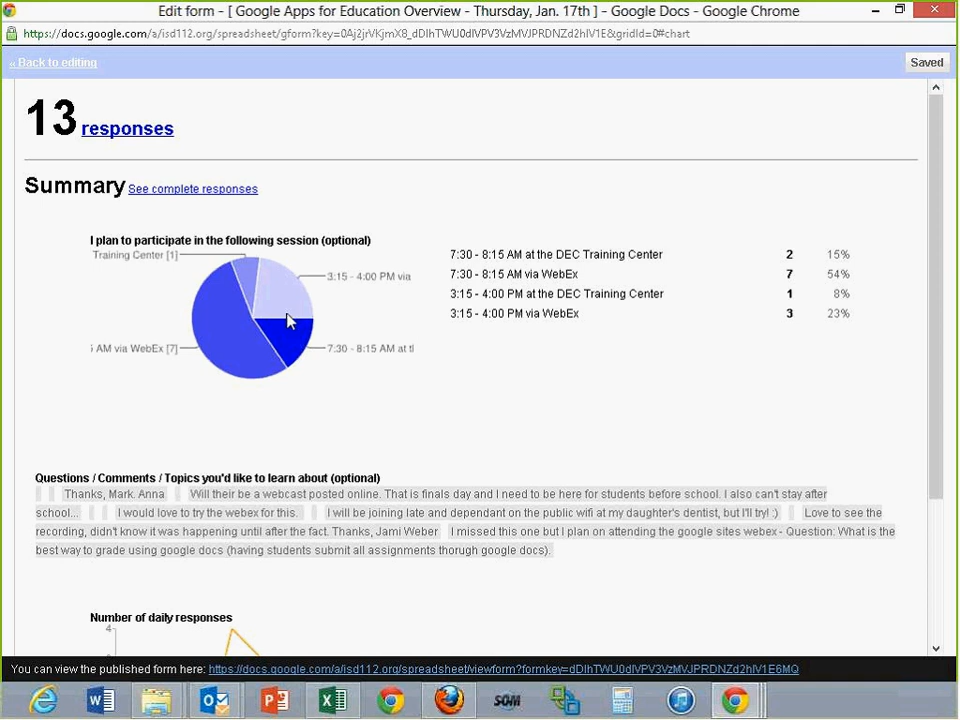 Edit form - [ Google Apps for Education Overview - Thursday, Jan. 17th ] - Google Docs - Google Chrome
https://docs.google.com/a/isd112.org/spreadsheet/gform?key=0Aj2jrVKjmX8_dDlhTWU0dlVPV3VzMVJPRDNZd2hlV1E&gridId=0#chart
« Back to editing
Saved
13 responses
Summary See complete responses
I plan to participate in the following session (optional)
Training Center [1]
3:15 - 4:00 PM via
5 AM via WebEx [7]
7:30 - 8:15 AM at tl
7:30 - 8:15 AM at the DEC Training Center 2 15%
7:30 - 8:15 AM via WebEx 7 54%
3:15 - 4:00 PM at the DEC Training Center 1 8%
3:15 - 4:00 PM via WebEx 3 23%
Questions / Comments / Topics you'd like to learn about (optional)
Thanks, Mark. Anna Will their be a webcast posted online. That is finals day and I need to be here for students before school. I also can't stay after
school... I would love to try the webex for this. I will be joining late and dependant on the public wifi at my daughter's dentist, but I'll try! :) Love to see the
recording, didn't know it was happening until after the fact. Thanks, Jami Weber I missed this one but I plan on attending the google sites webex - Question: What is the
best way to grade using google docs (having students submit all assignments thorugh google docs).
Number of daily responses
4
You can view the published form here: https://docs.google.com/a/isd112.org/spreadsheet/viewform?formkey=dDlhTWU0dlVPV3VzMVJPRDNZd2hlV1E6MQ
SOM